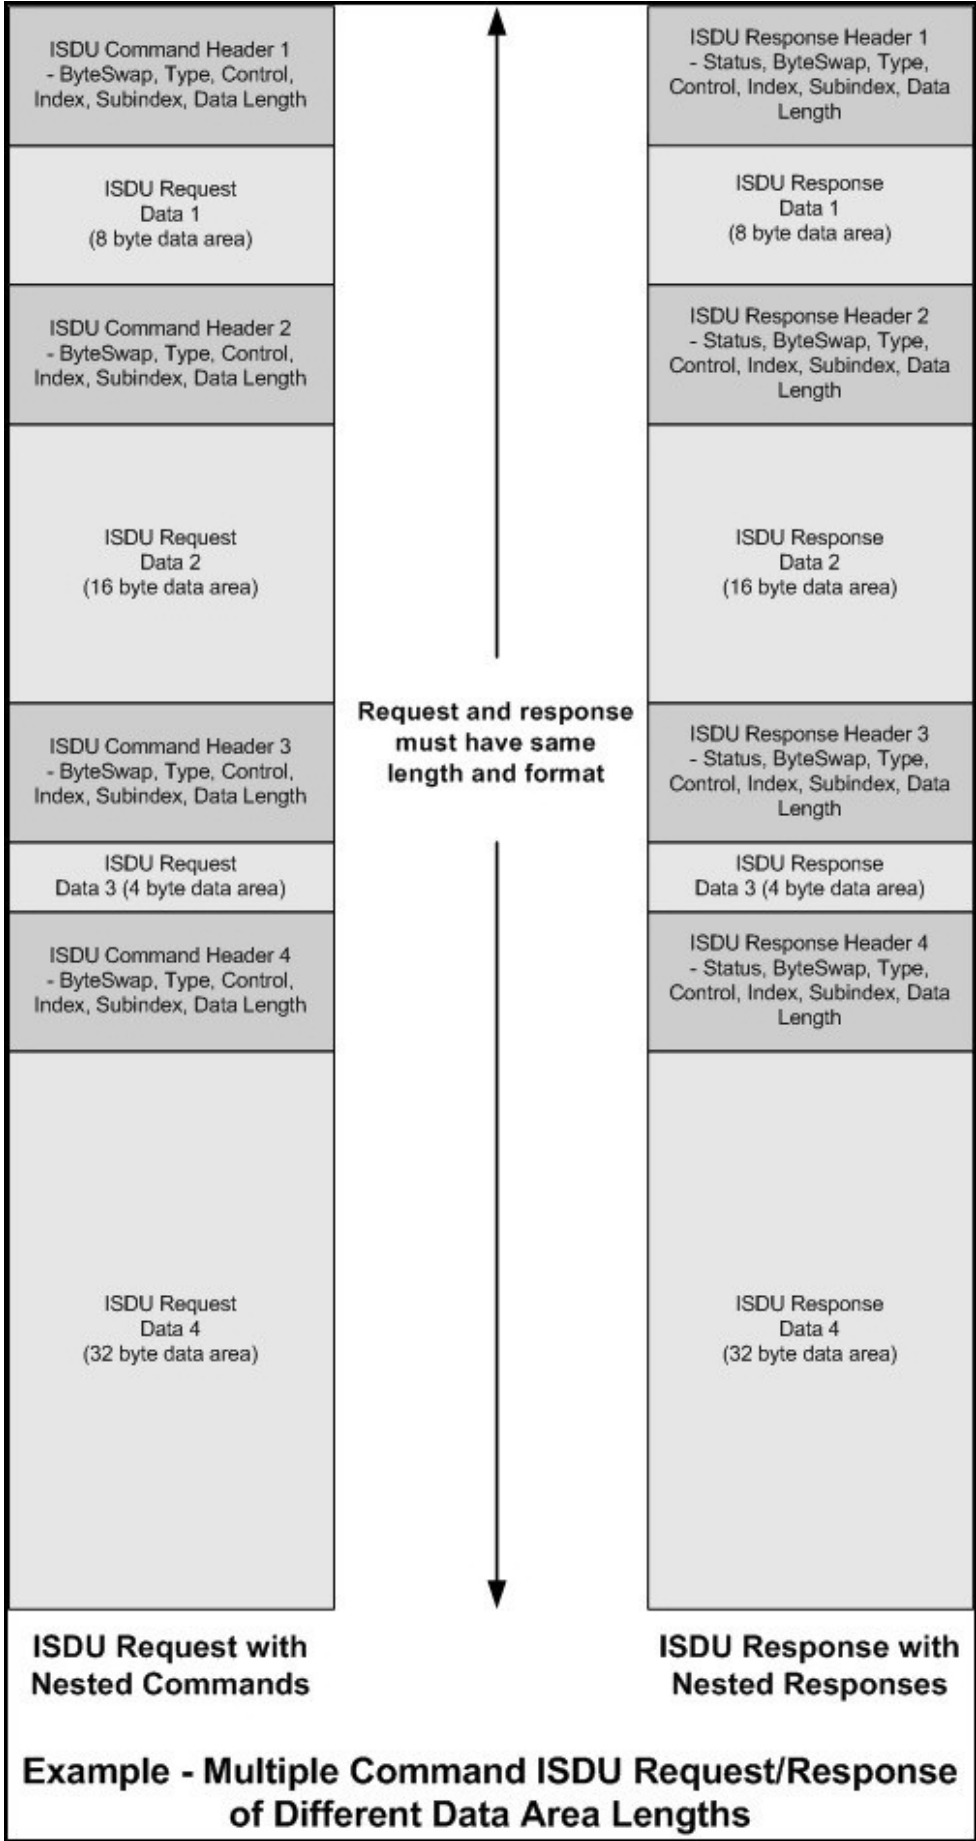 ISDU Command Header 1
- ByteSwap, Type, Control,
Index, Subindex, Data Length
ISDU Request
Data 1
(8 byte data area)
ISDU Command Header 2
- ByteSwap, Type, Control,
Index, Subindex, Data Length
ISDU Request
Data 2
(16 byte data area)
ISDU Command Header 3
- ByteSwap, Type, Control,
Index, Subindex, Data Length
ISDU Request
Data 3 (4 byte data area)
ISDU Command Header 4
- ByteSwap, Type, Control,
Index, Subindex, Data Length
ISDU Request
Data 4
(32 byte data area)
ISDU Request with
Nested Commands
Request and response
must have same
length and format
ISDU Response Header 1
- Status, ByteSwap, Type,
Control, Index, Subindex, Data
Length
ISDU Response
Data 1
(8 byte data area)
ISDU Response Header 2
- Status, ByteSwap, Type,
Control, Index, Subindex, Data
Length
ISDU Response
Data 2
(16 byte data area)
ISDU Response Header 3
- Status, ByteSwap, Type,
Control, Index, Subindex, Data
Length
ISDU Response
Data 3 (4 byte data area)
ISDU Response Header 4
- Status, ByteSwap, Type,
Control, Index, Subindex, Data
Length
ISDU Response
Data 4
(32 byte data area)
ISDU Response with
Nested Responses
Example - Multiple Command ISDU Request/Response
of Different Data Area Lengths